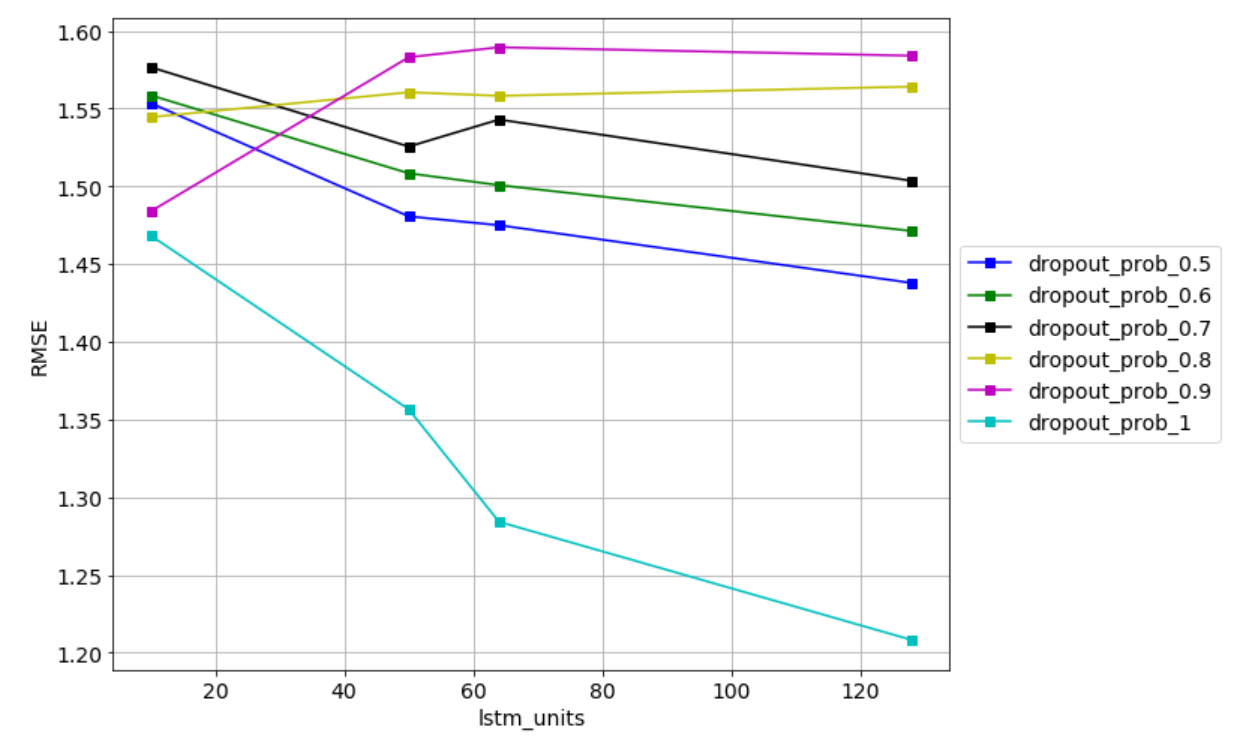 1.60
1.55
1.50
1.45
1.40
1.35
1.30
1.25
1.20
RMSE
20 40 60 80 100 120
lstm_units
dropout_prob_0.5
dropout_prob_0.6
dropout_prob_0.7
dropout_prob_0.8
dropout_prob_0.9
dropout_prob_1